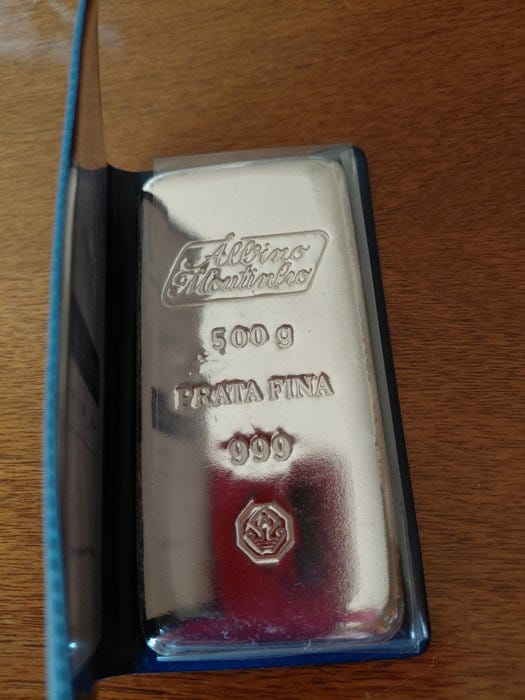 Albino
Moutinho
500 g
PRATA FINA
999